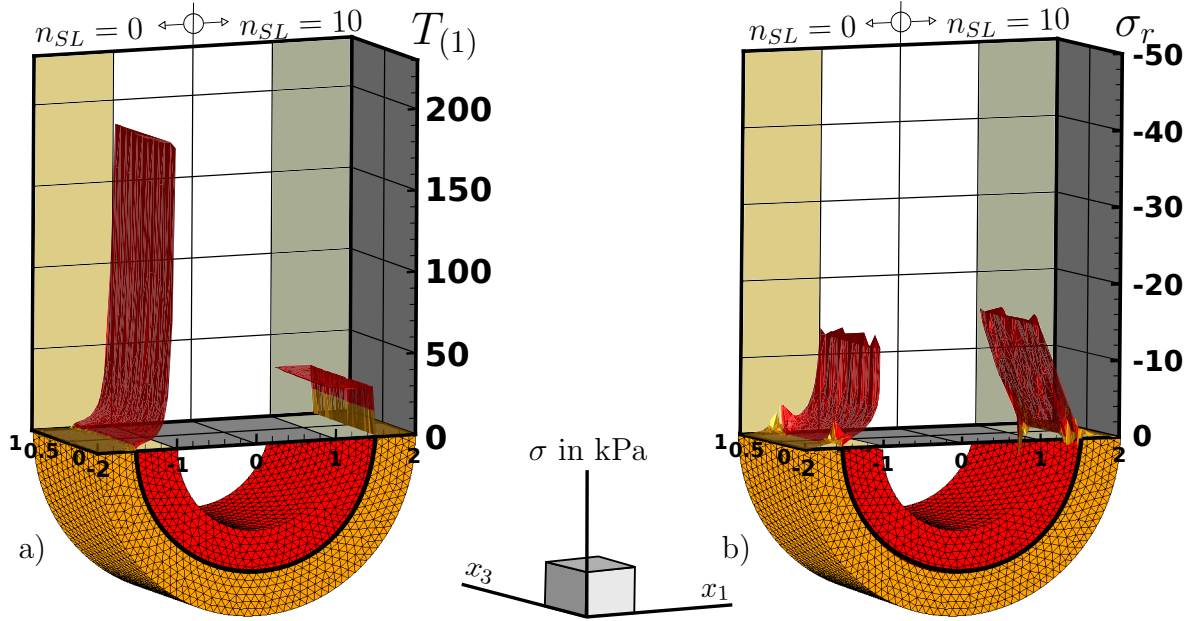 n_{SL} = 0 n_{SL} = 10 T_{(1)}
200
150
100
50
0
1 0.5 0 -2 -1 0 1 2
a)
n_{SL} = 0 n_{SL} = 10 σ_r
-50
-40
-30
-20
-10
0
1 0.5 0 -2 -1 0 1 2
b)
σ in kPa
x_3
x_1